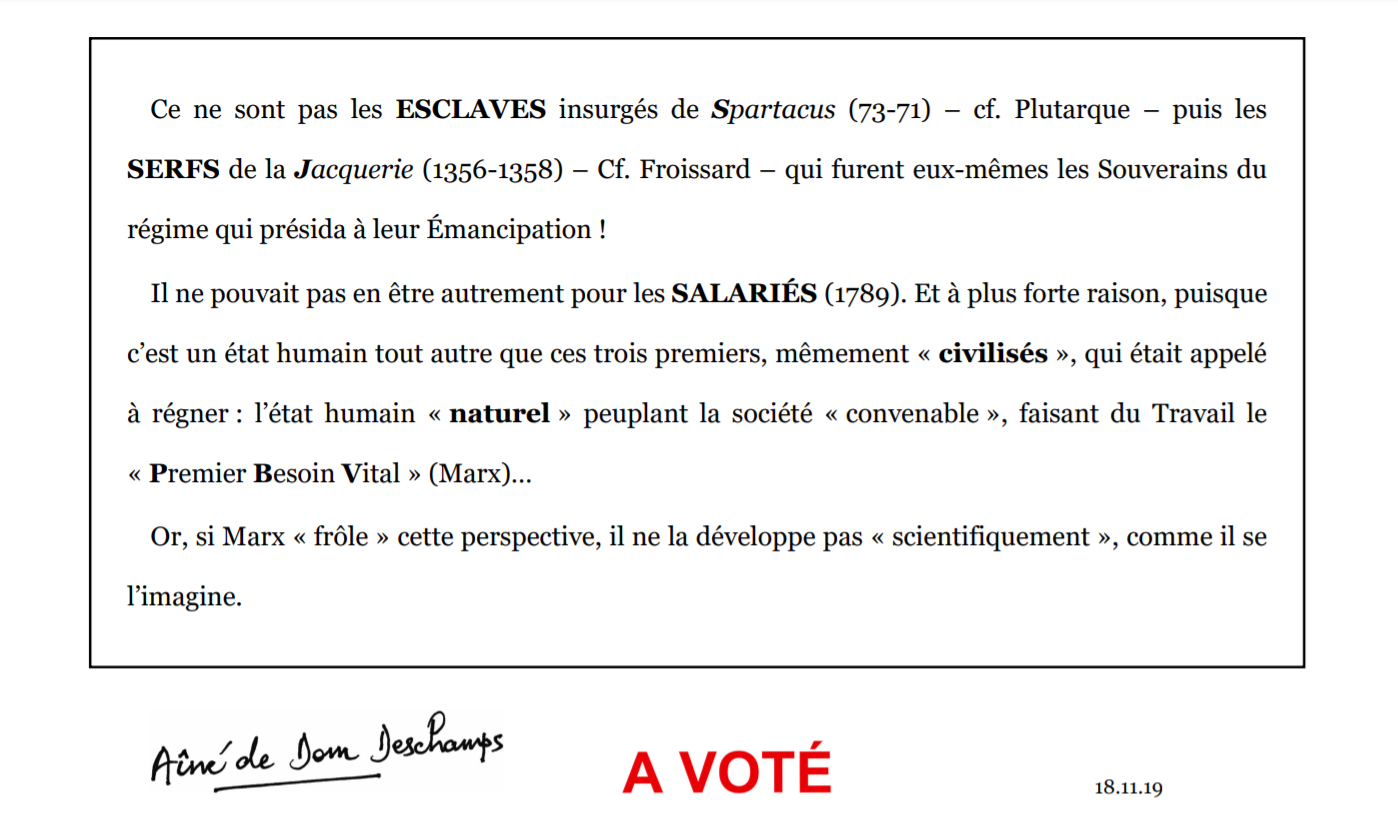 Ce ne sont pas les ESCLAVES insurgés de Spartacus (73-71) – cf. Plutarque – puis les
SERFS de la Jacquerie (1356-1358) – Cf. Froissard – qui furent eux-mêmes les Souverains du
régime qui présida à leur Émancipation !
Il ne pouvait pas en être autrement pour les SALARIÉS (1789). Et à plus forte raison, puisque
c’est un état humain tout autre que ces trois premiers, mêmement « civilisés », qui était appelé
à régner : l’état humain « naturel » peuplant la société « convenable », faisant du Travail le
« Premier Besoin Vital » (Marx)...
Or, si Marx « frôle » cette perspective, il ne la développe pas « scientifiquement », comme il se
l’imagine.
Aîné de Dom Deschamps
A VOTÉ
18.11.19